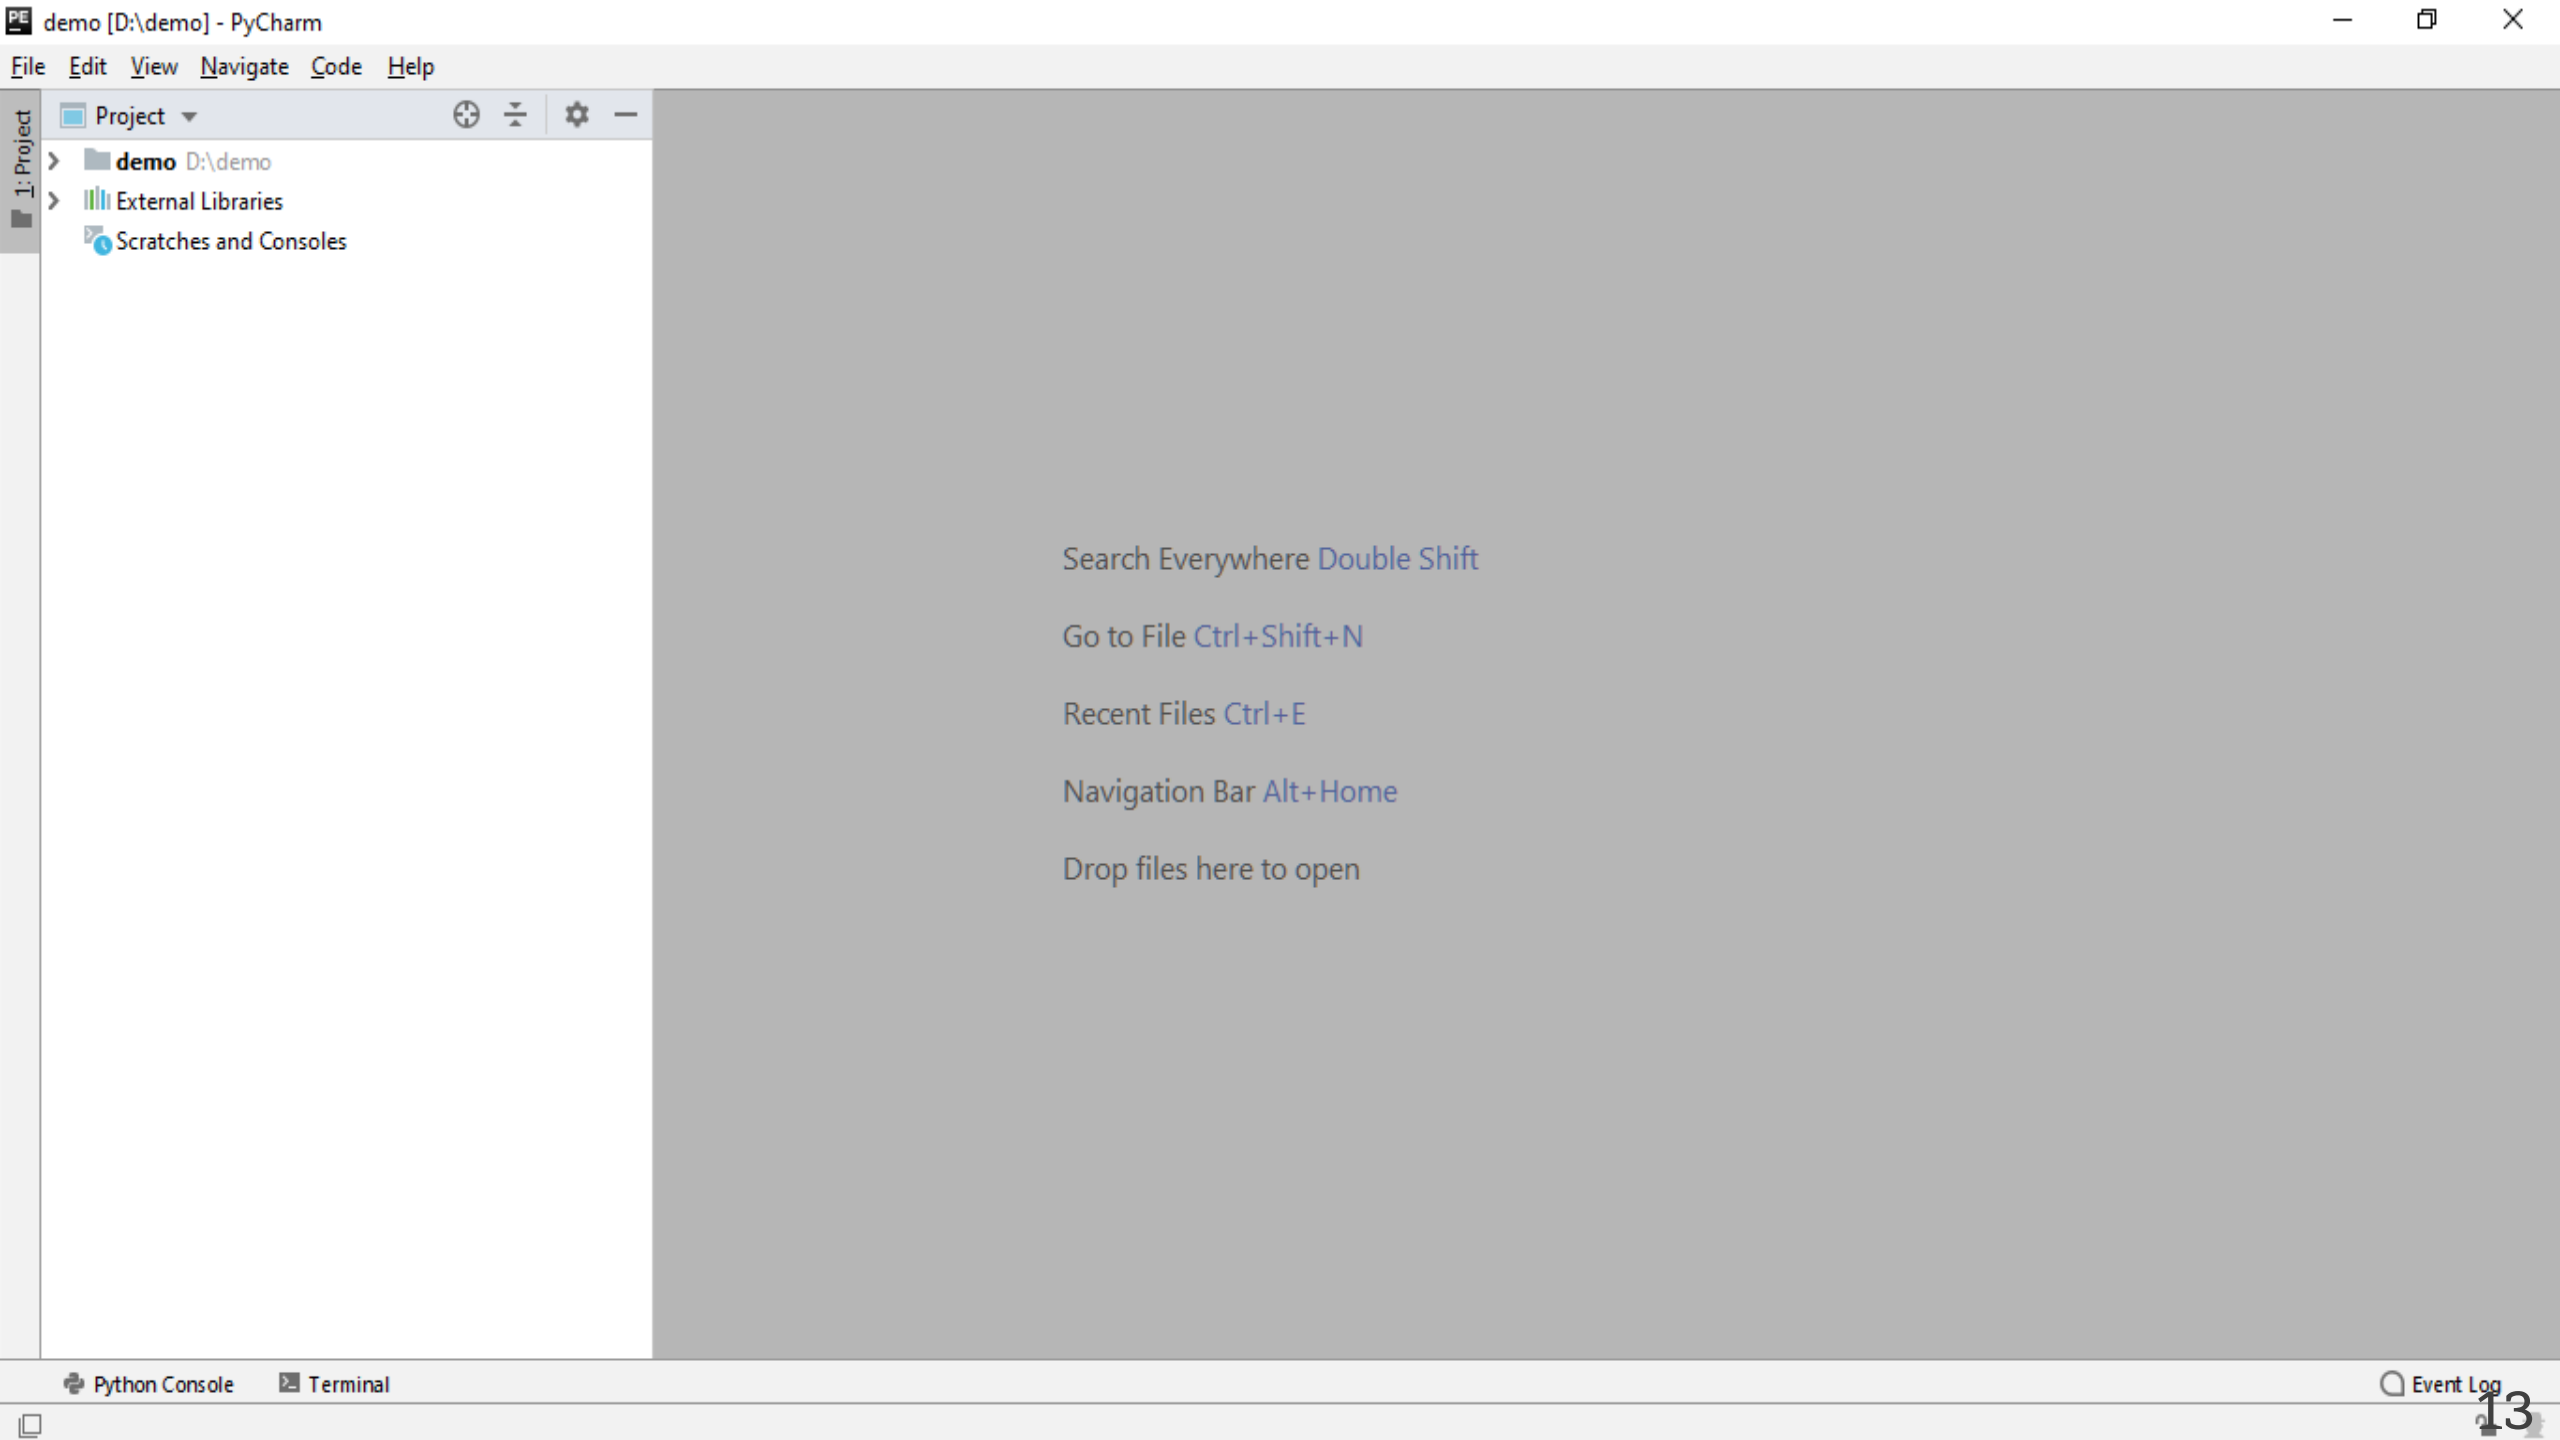 PE demo [D:\demo] - PyCharm
File Edit View Navigate Code Help
1: Project
Project
demo D:\demo
External Libraries
Scratches and Consoles
Search Everywhere Double Shift
Go to File Ctrl+Shift+N
Recent Files Ctrl+E
Navigation Bar Alt+Home
Drop files here to open
Python Console Terminal Event Log
13